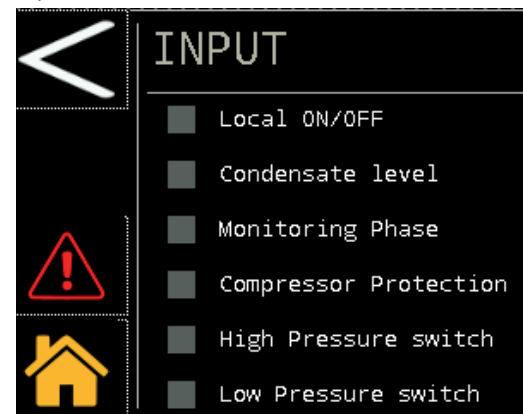 INPUT
Local ON/OFF
Condensate level
Monitoring Phase
Compressor Protection
High Pressure switch
Low Pressure switch